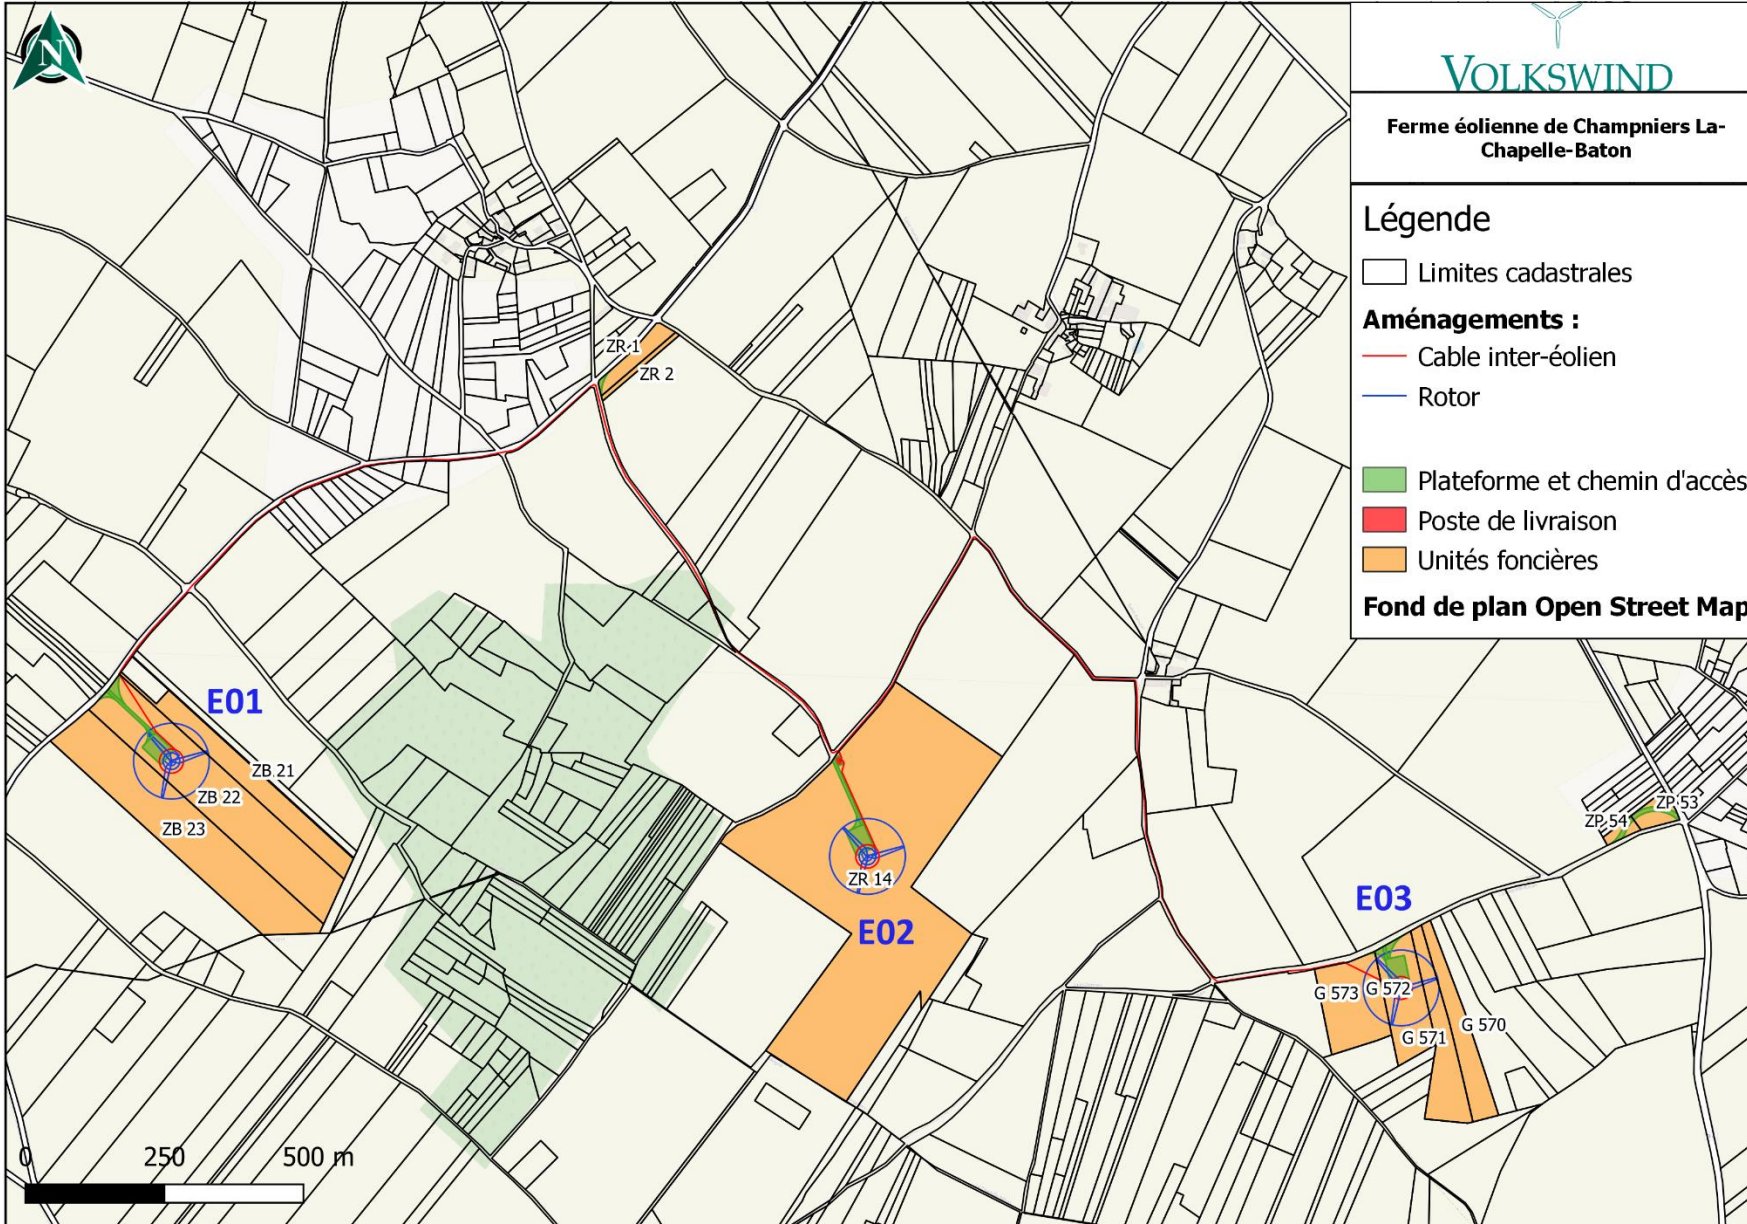 N
VOLKSWIND
Ferme éolienne de Champniers La-
Chapelle-Baton
Légende
Limites cadastrales
Aménagements :
Cable inter-éolien
Rotor
Plateforme et chemin d'accès
Poste de livraison
Unités foncières
Fond de plan Open Street Map
ZR 1
ZR 2
E01
ZB 21
ZB 22
ZB 23
ZR 14
E02
ZP 53
ZP 54
E03
G 573
G 572
G 570
G 571
0 250 500 m